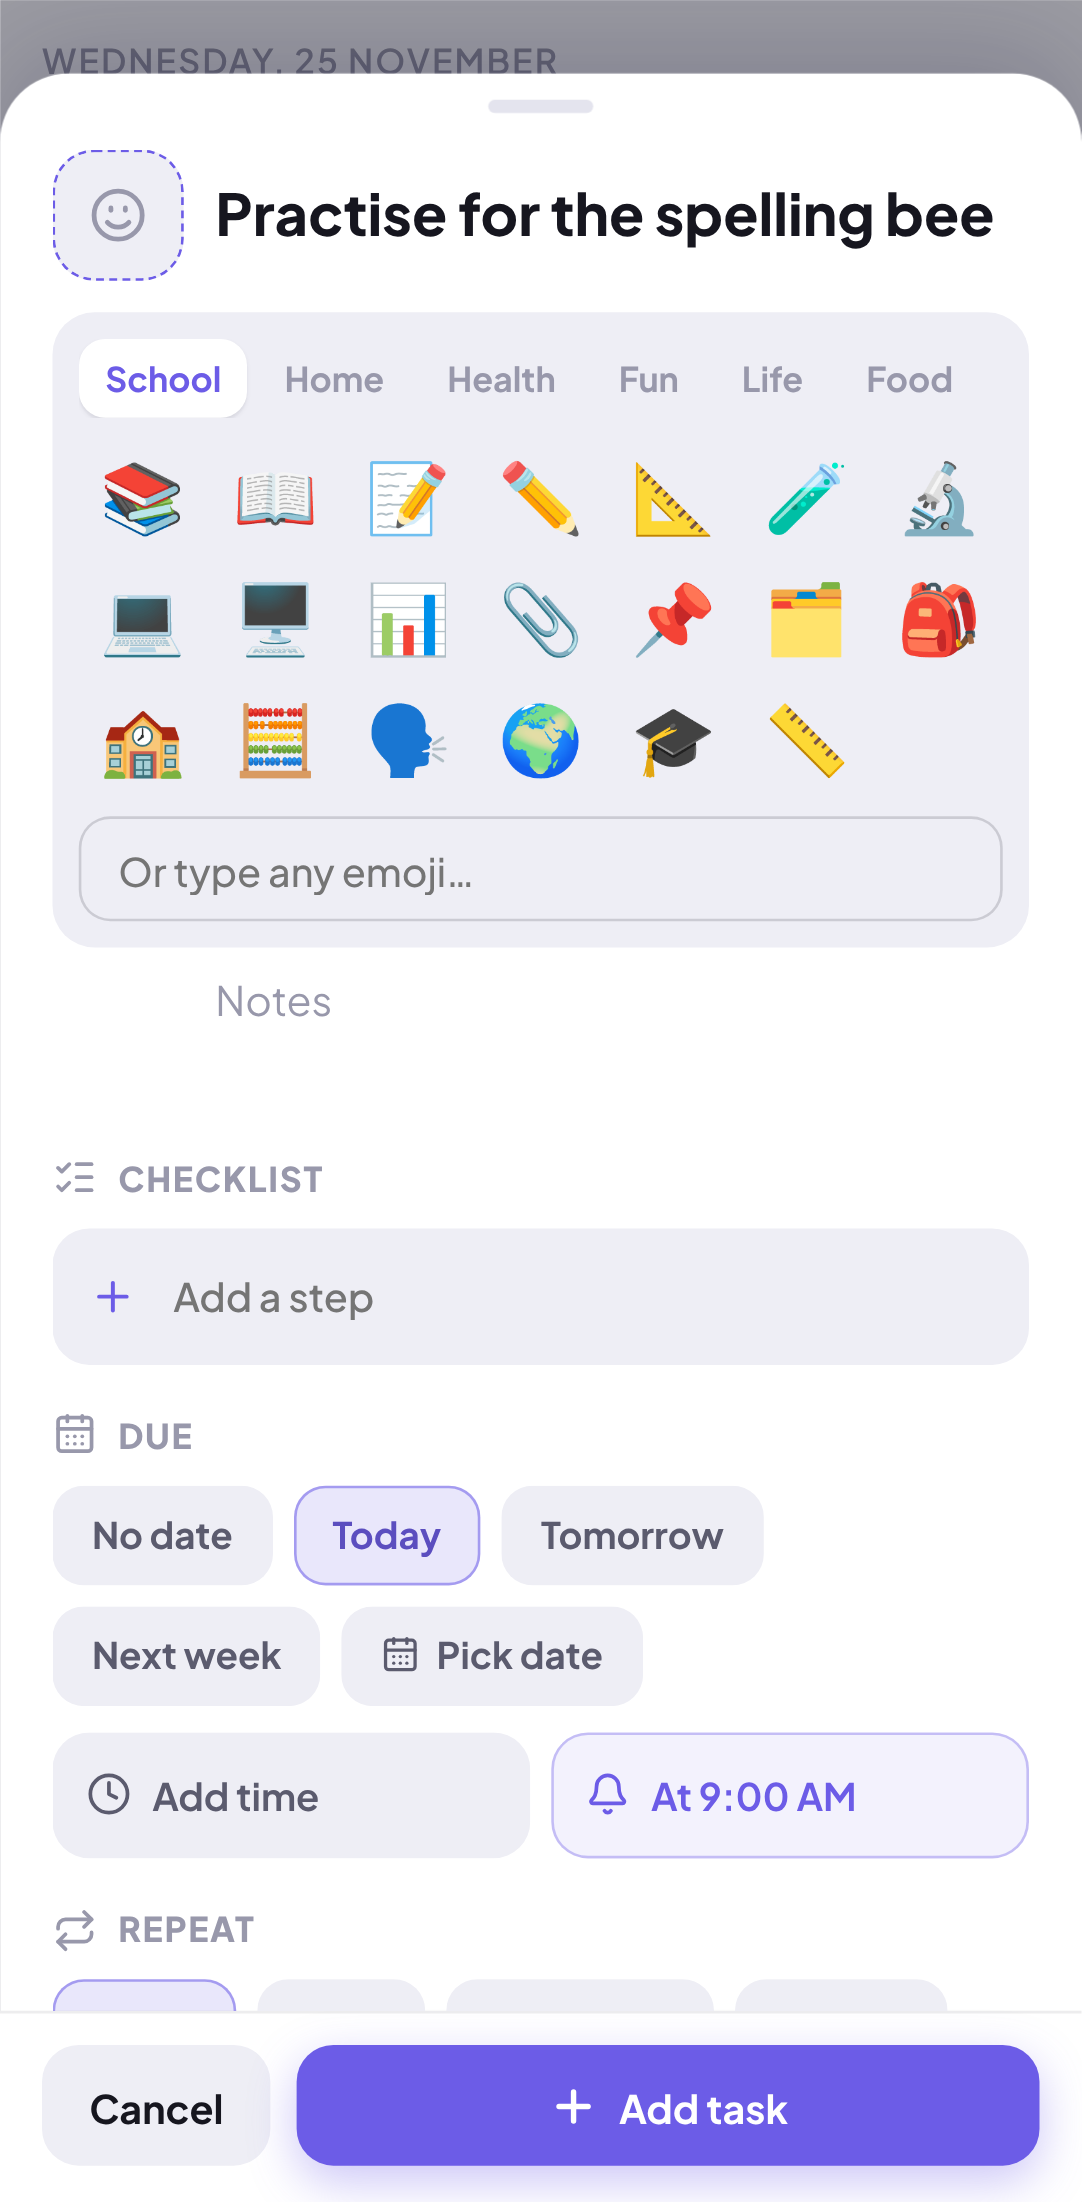 WEDNESDAY, 25 NOVEMBER
Practise for the spelling bee
School Home Health Fun Life Food
Or type any emoji...
Notes
CHECKLIST
Add a step
DUE
No date Today Tomorrow
Next week Pick date
Add time At 9:00 AM
REPEAT
Cancel Add task